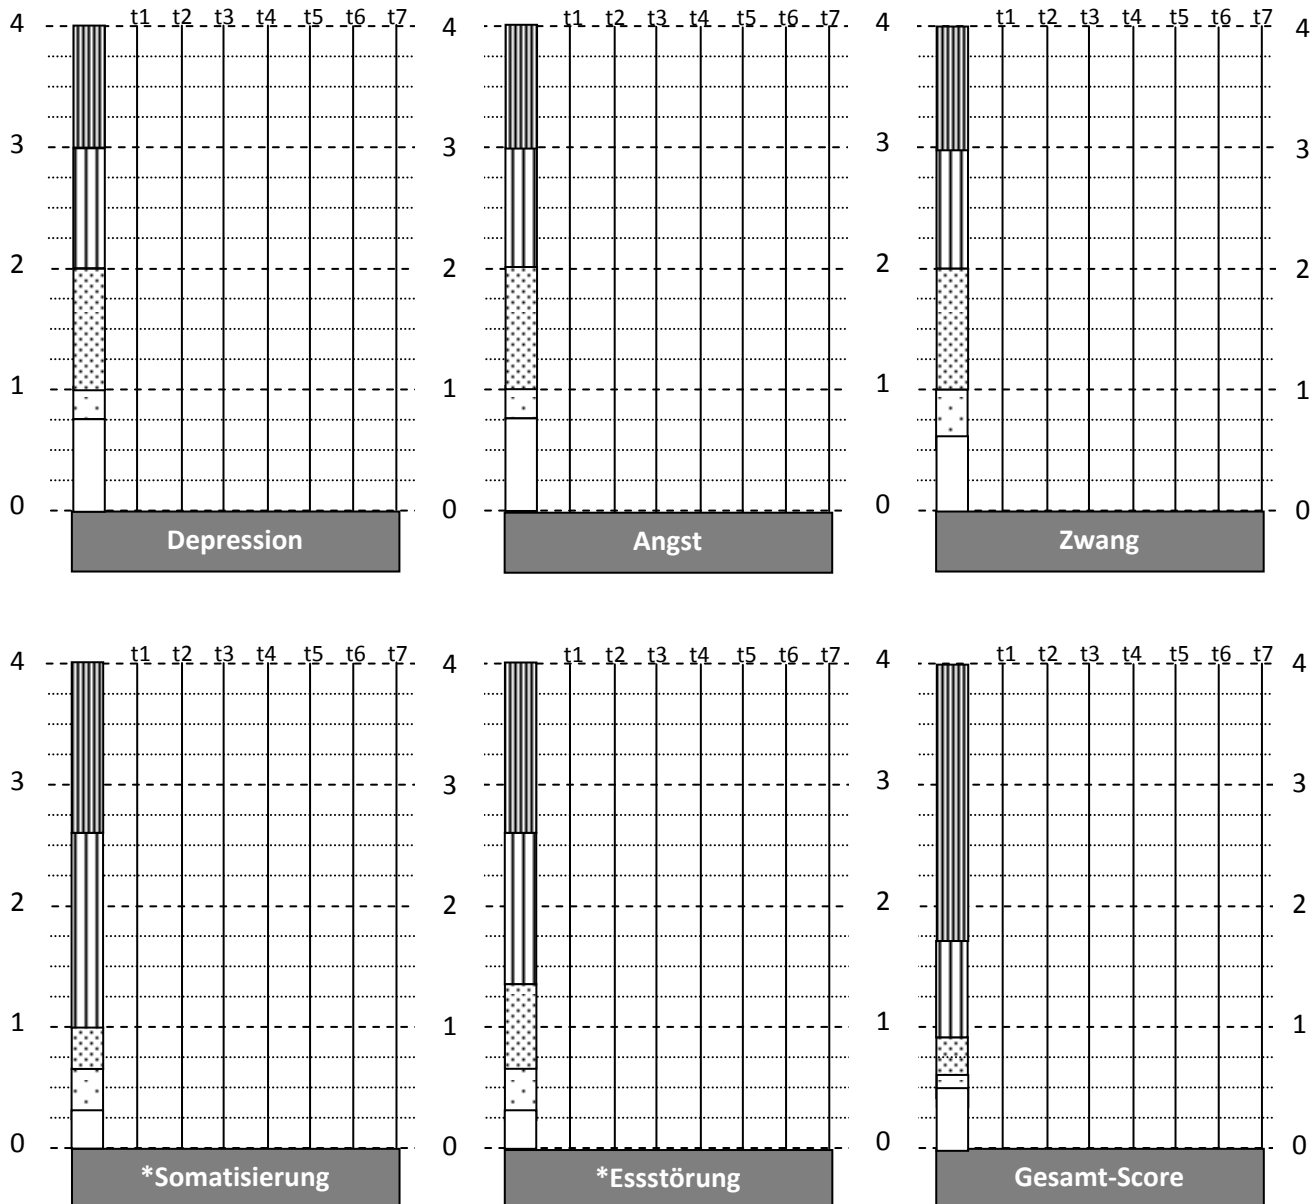 4 t1 t2 t3 t4 t5 t6 t7 4 t1 t2 t3 t4 t5 t6 t7 4 t1 t2 t3 t4 t5 t6 t7 4
3 3 3 3
2 2 2 2
1 1 1 1
0 0 0 0
Depression Angst Zwang
4 t1 t2 t3 t4 t5 t6 t7 4 t1 t2 t3 t4 t5 t6 t7 4 t1 t2 t3 t4 t5 t6 t7 4
3 3 3 3
2 2 2 2
1 1 1 1
0 0 0 0
*Somatisierung *Essstörung Gesamt-Score